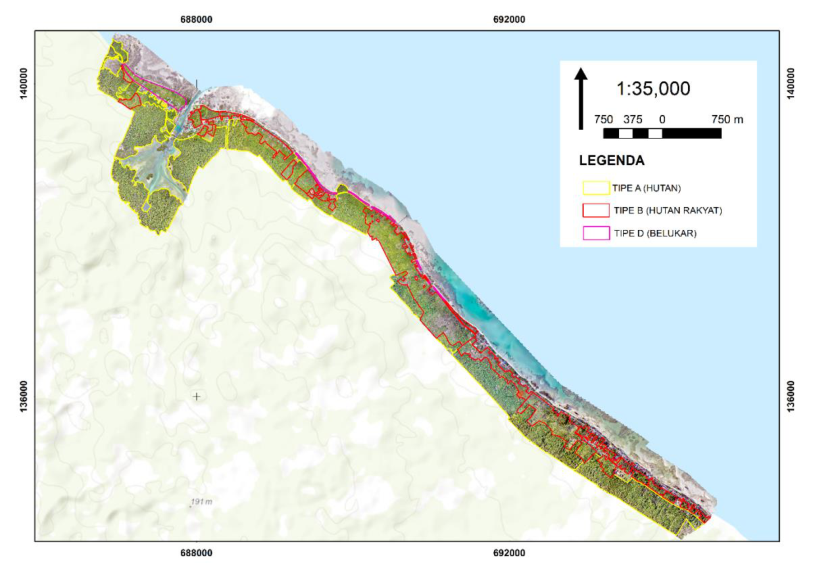 688000 692000
140000 140000
1:35,000
750 375 0 750 m
LEGENDA
TIPE A (HUTAN)
TIPE B (HUTAN RAKYAT)
TIPE D (BELUKAR)
136000 136000
191 m
688000 692000